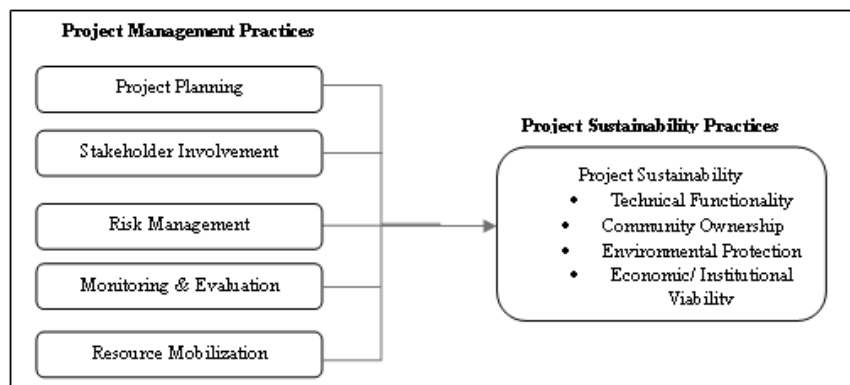 Project Management Practices
Project Planning
Stakeholder Involvement
Risk Management
Monitoring & Evaluation
Resource Mobilization
Project Sustainability Practices
Project Sustainability
• Technical Functionality
• Community Ownership
• Environmental Protection
• Economic/ Institutional
Viability